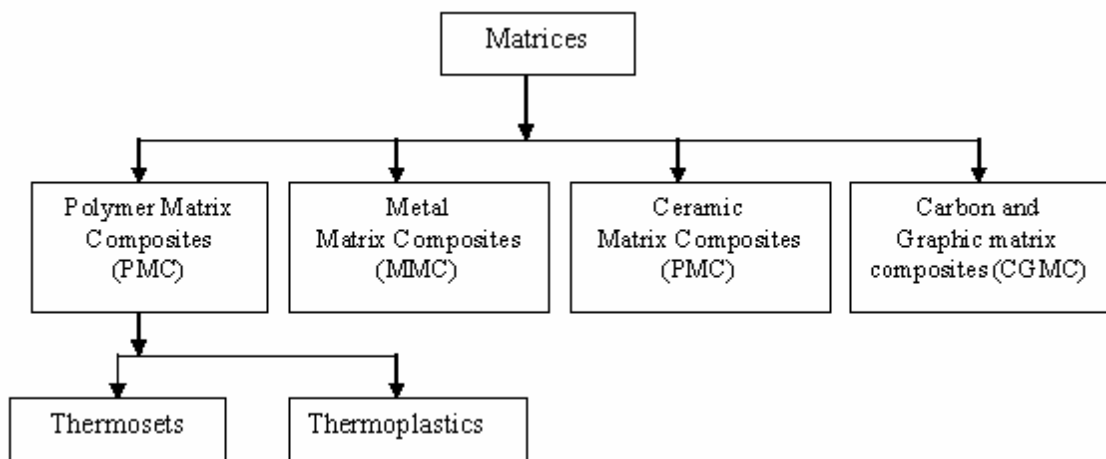 Matrices
Polymer Matrix
Composites
(PMC)
Metal
Matrix Composites
(MMC)
Ceramic
Matrix Composites
(PMC)
Carbon and
Graphic matrix
composites (CGMC)
Thermosets
Thermoplastics